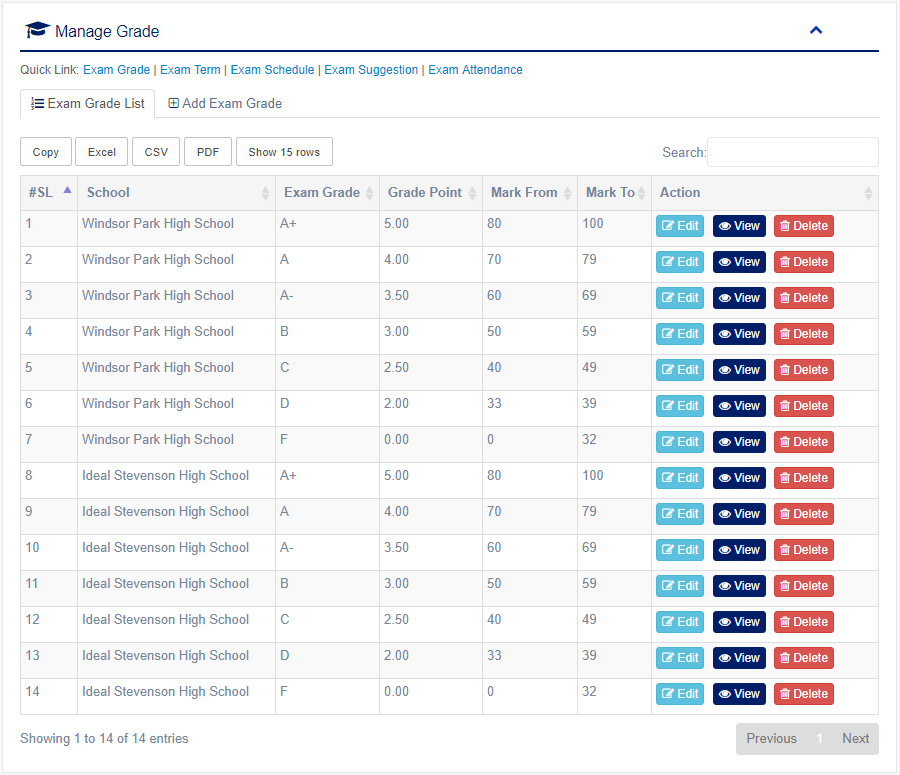 Manage Grade
Quick Link: Exam Grade | Exam Term | Exam Schedule | Exam Suggestion | Exam Attendance
Exam Grade List Add Exam Grade
Copy Excel CSV PDF Show 15 rows Search:
#SL School Exam Grade Grade Point Mark From Mark To Action
1 Windsor Park High School A+ 5.00 80 100 Edit View Delete
2 Windsor Park High School A 4.00 70 79 Edit View Delete
3 Windsor Park High School A- 3.50 60 69 Edit View Delete
4 Windsor Park High School B 3.00 50 59 Edit View Delete
5 Windsor Park High School C 2.50 40 49 Edit View Delete
6 Windsor Park High School D 2.00 33 39 Edit View Delete
7 Windsor Park High School F 0.00 0 32 Edit View Delete
8 Ideal Stevenson High School A+ 5.00 80 100 Edit View Delete
9 Ideal Stevenson High School A 4.00 70 79 Edit View Delete
10 Ideal Stevenson High School A- 3.50 60 69 Edit View Delete
11 Ideal Stevenson High School B 3.00 50 59 Edit View Delete
12 Ideal Stevenson High School C 2.50 40 49 Edit View Delete
13 Ideal Stevenson High School D 2.00 33 39 Edit View Delete
14 Ideal Stevenson High School F 0.00 0 32 Edit View Delete
Showing 1 to 14 of 14 entries Previous 1 Next